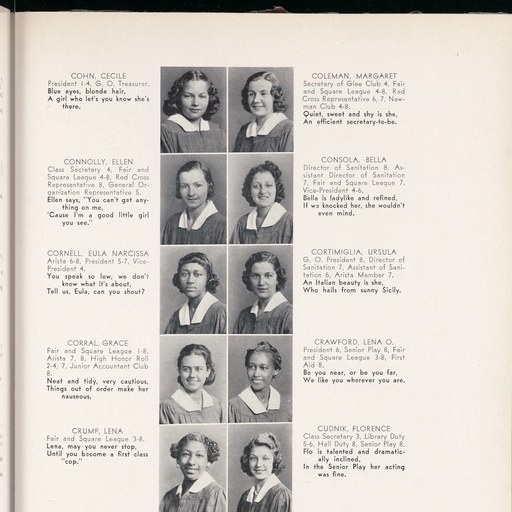 COHN, CECILE
President 1-4, G. O. Treasurer.
Blue eyes, blonde hair,
A girl who let's you know she's
there.
COLEMAN, MARGARET
Secretary of Glee Club 4, Fair
and Square League 4-8, Red
Cross Representative 6, 7, New-
man Club 4-8.
Quiet, sweet and shy is she,
An efficient secretary-to-be.
CONNOLLY, ELLEN
Class Secretary 4, Fair and
Square League 4-8, Red Cross
Representative 8, General Or-
ganization Representative 5.
Ellen says, "You can't get any-
thing on me,
'Cause I'm a good little girl
you see."
CONSOLA, BELLA
Director of Sanitation 8, As-
sistant Director of Sanitation
7, Fair and Square League 7,
Vice-President 4-6,
Bella is ladylike and refined,
If we knocked her, she wouldn't
even mind.
CORNELL, EULA NARCISSA
Arista 6-8, President 5-7, Vice-
President 4,
You speak so low, we don't
know what it's about,
Tell us, Eula, can you shout?
CORTIMIGLIA, URSULA
G. O. President 8, Director of
Sanitation 7, Assistant of Sani-
tation 6, Arista Member 7,
An Italian beauty is she,
Who hails from sunny Sicily.
CORRAL, GRACE
Fair and Square League 1-8,
Arista 7, 8, High Honor Roll
2-4, 7, Junior Accountant Club
8.
Neat and tidy, very cautious,
Things out of order make her
nauseous.
CRAWFORD, LENA O.
President 6, Senior Play 8, Fair
and Square League 3-8, First
Aid 8.
Be you near, or be you far,
We like you wherever you are.
CRUMP, LENA
Fair and Square League 3-8.
Lena, may you never stop,
Until you become a first class
"cop."
CUDNIK, FLORENCE
Class Secretary 3, Library Duty
5-6, Hall Duty 8, Senior Play 8,
Flo is talented and dramatic-
ally inclined,
In the Senior Play her acting
was fine.